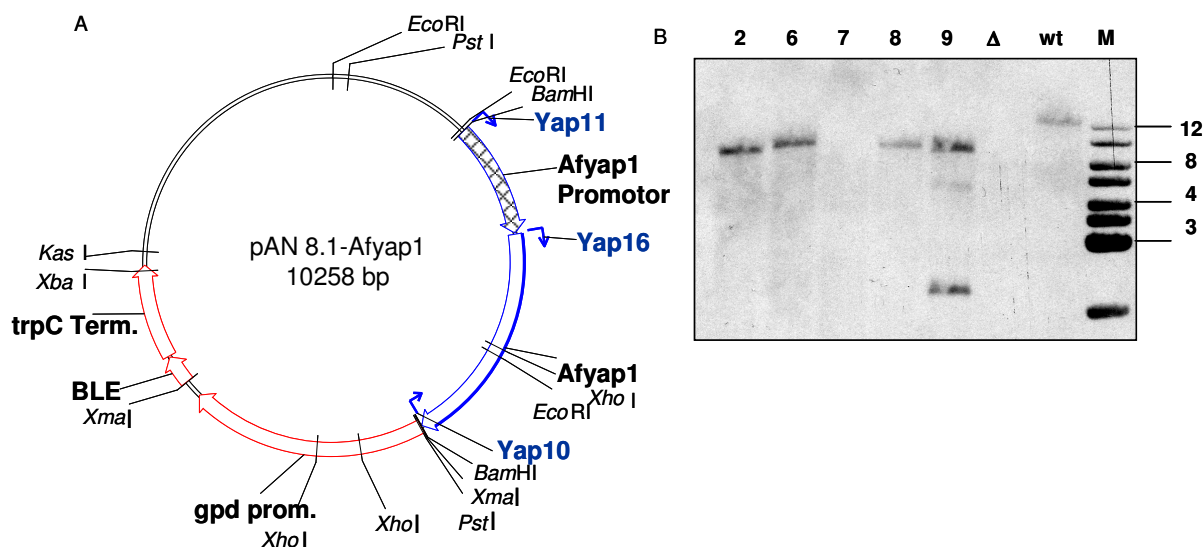 A
EcoRI
Pst I
EcoRI
BamHI
Yap11
Afyap1
Promotor
Yap16
pAN 8.1-Afyap1
10258 bp
Kas I
Xba I
trpC Term.
BLE
XmaI
Afyap1
Xho I
EcoRI
Yap10
BamHI
XmaI
PstI
gpd prom.
XhoI
XhoI
B
2 6 7 8 9 Δ wt M
12
8
4
3